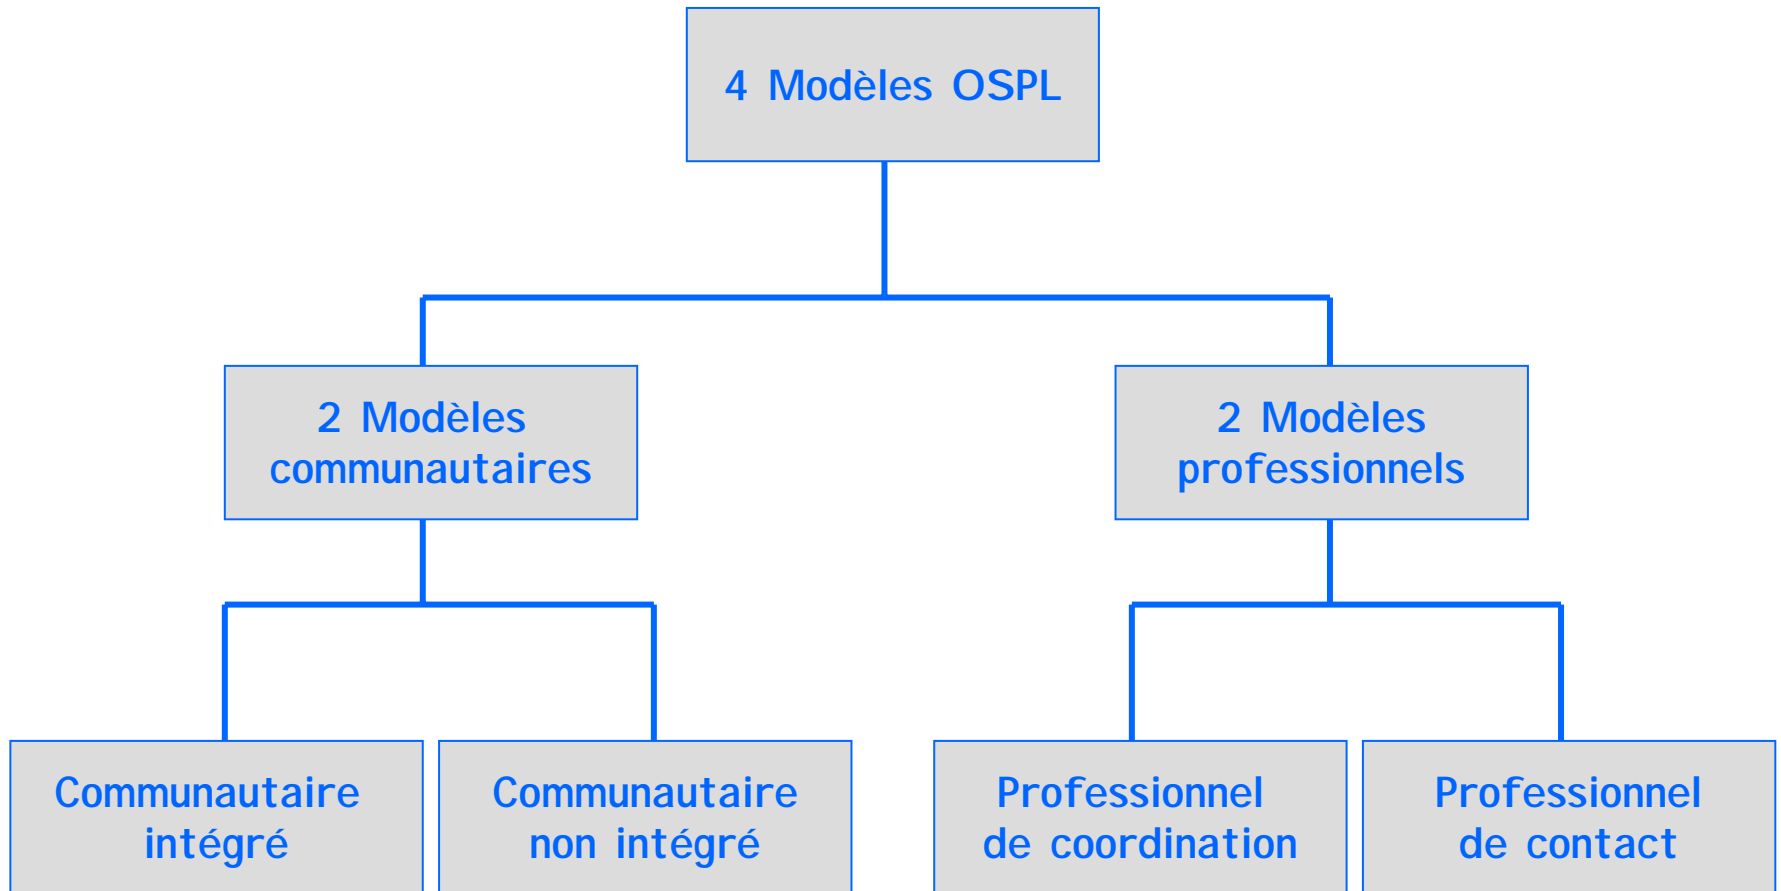 4 Modèles OSPL
2 Modèles
communautaires
2 Modèles
professionnels
Communautaire
intégré
Communautaire
non intégré
Professionnel
de coordination
Professionnel
de contact